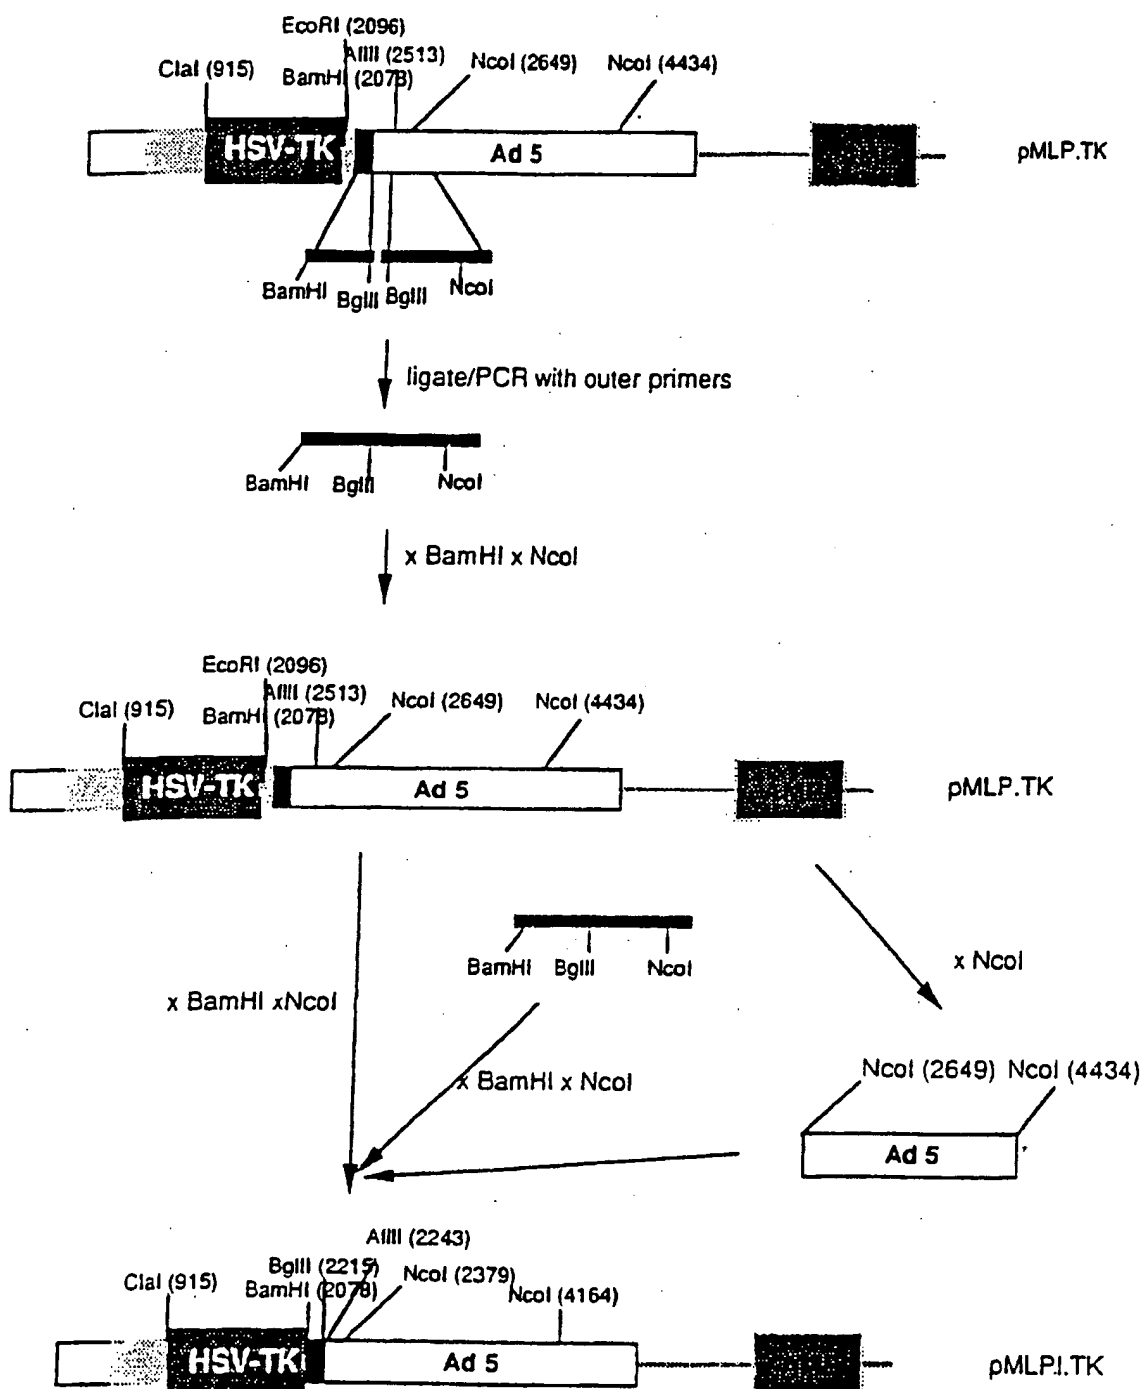 EcoRI (2096)
AflIII (2513)
ClaI (915)
BamHI (2078)
NcoI (2649)
NcoI (4434)
HSV-TK
Ad 5
pMLP.TK
BamHI
BglII
BglII
NcoI
ligate/PCR with outer primers
BamHI
BglII
NcoI
x BamHI x NcoI
EcoRI (2096)
AflIII (2513)
ClaI (915)
BamHI (2078)
NcoI (2649)
NcoI (4434)
HSV-TK
Ad 5
pMLP.TK
BamHI
BglII
NcoI
x NcoI
x BamHI xNcoI
x BamHI x NcoI
NcoI (2649) NcoI (4434)
Ad 5
AflIII (2243)
BglII (2215)
NcoI (2379)
ClaI (915)
BamHI (2078)
NcoI (4164)
HSV-TK
Ad 5
pMLP.I.TK